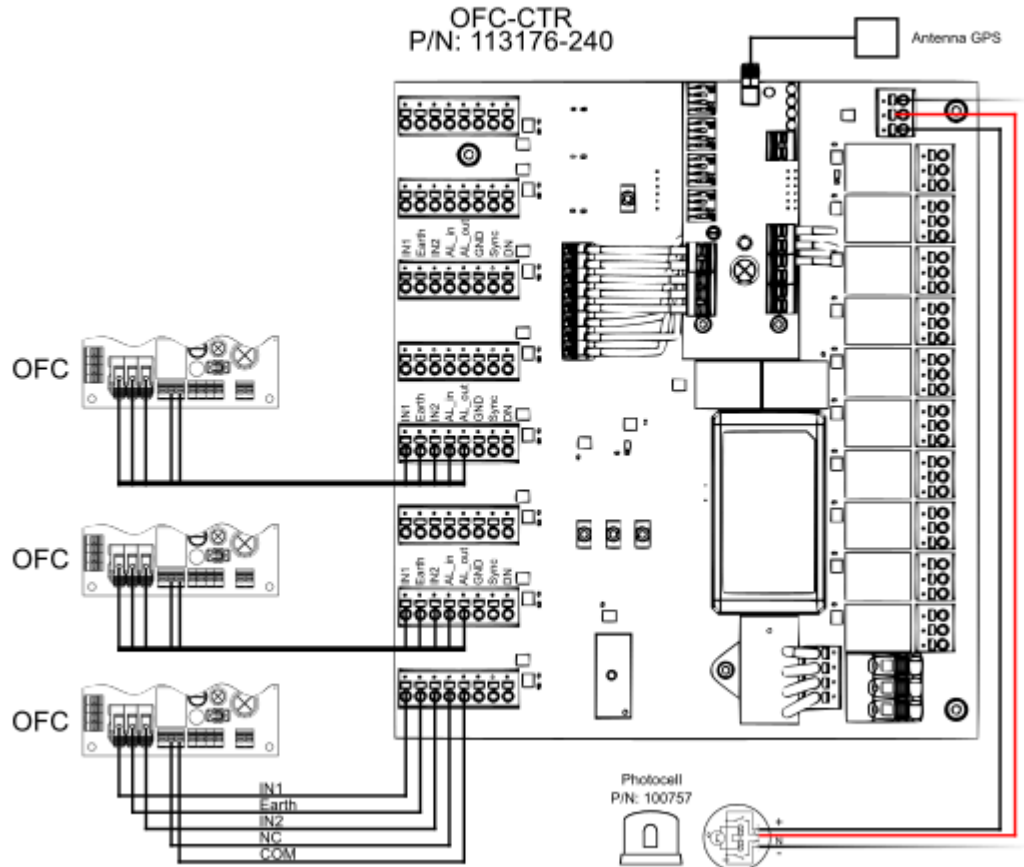 OFC-CTR
P/N: 113176-240
Antenna GPS
IN1
Earth
IN2
AL_in
AL_out
GND
Sync
DN
OFC
IN1
Earth
IN2
AL_in
AL_out
GND
Sync
DN
OFC
IN1
Earth
IN2
AL_in
AL_out
GND
Sync
DN
OFC
IN1
Earth
IN2
NC
COM
Photocell
P/N: 100757
+
N
-